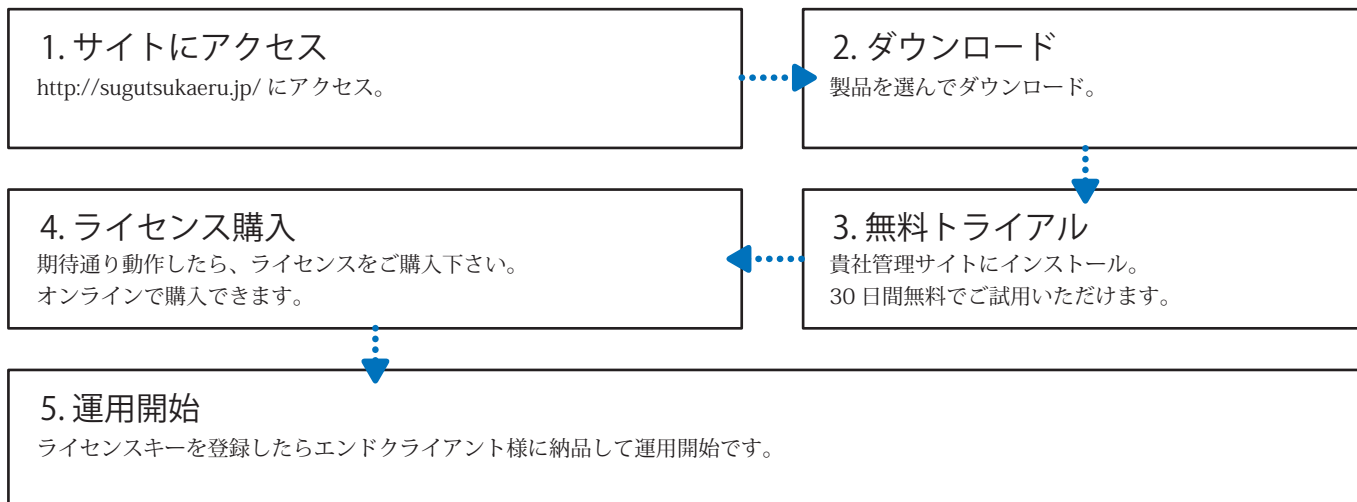 1. サイトにアクセス
http://sugutsukaeru.jp/ にアクセス。
2. ダウンロード
製品を選んでダウンロード。
3. 無料トライアル
貴社管理サイトにインストール。
30 日間無料でご試用いただけます。
4. ライセンス購入
期待通り動作したら、ライセンスをご購入下さい。
オンラインで購入できます。
5. 運用開始
ライセンスキーを登録したらエンドクライアント様に納品して運用開始です。